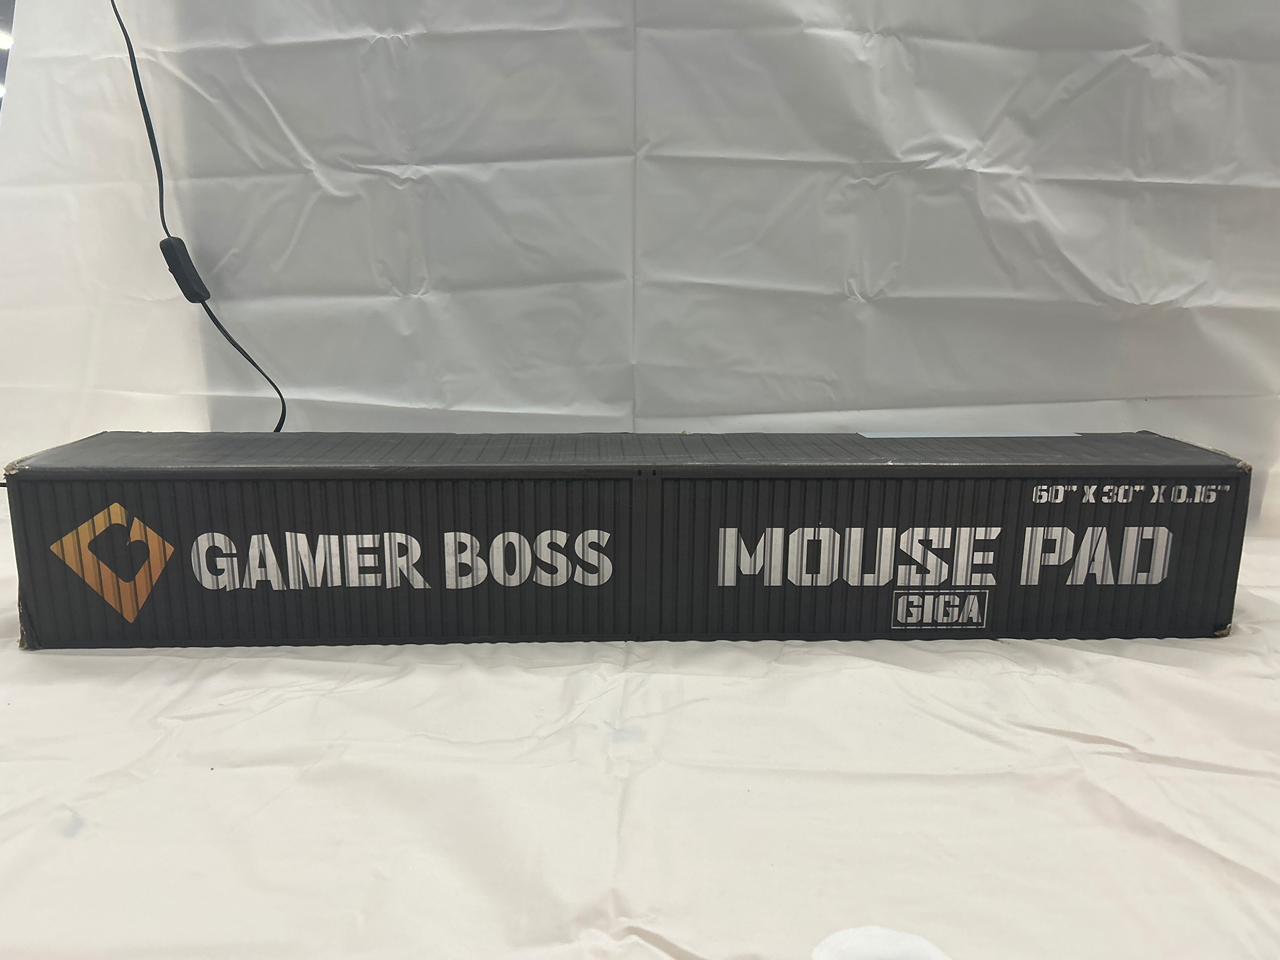 GAMER BOSS
60" X 30" X 0.16"
MOUSE PAD
GIGA